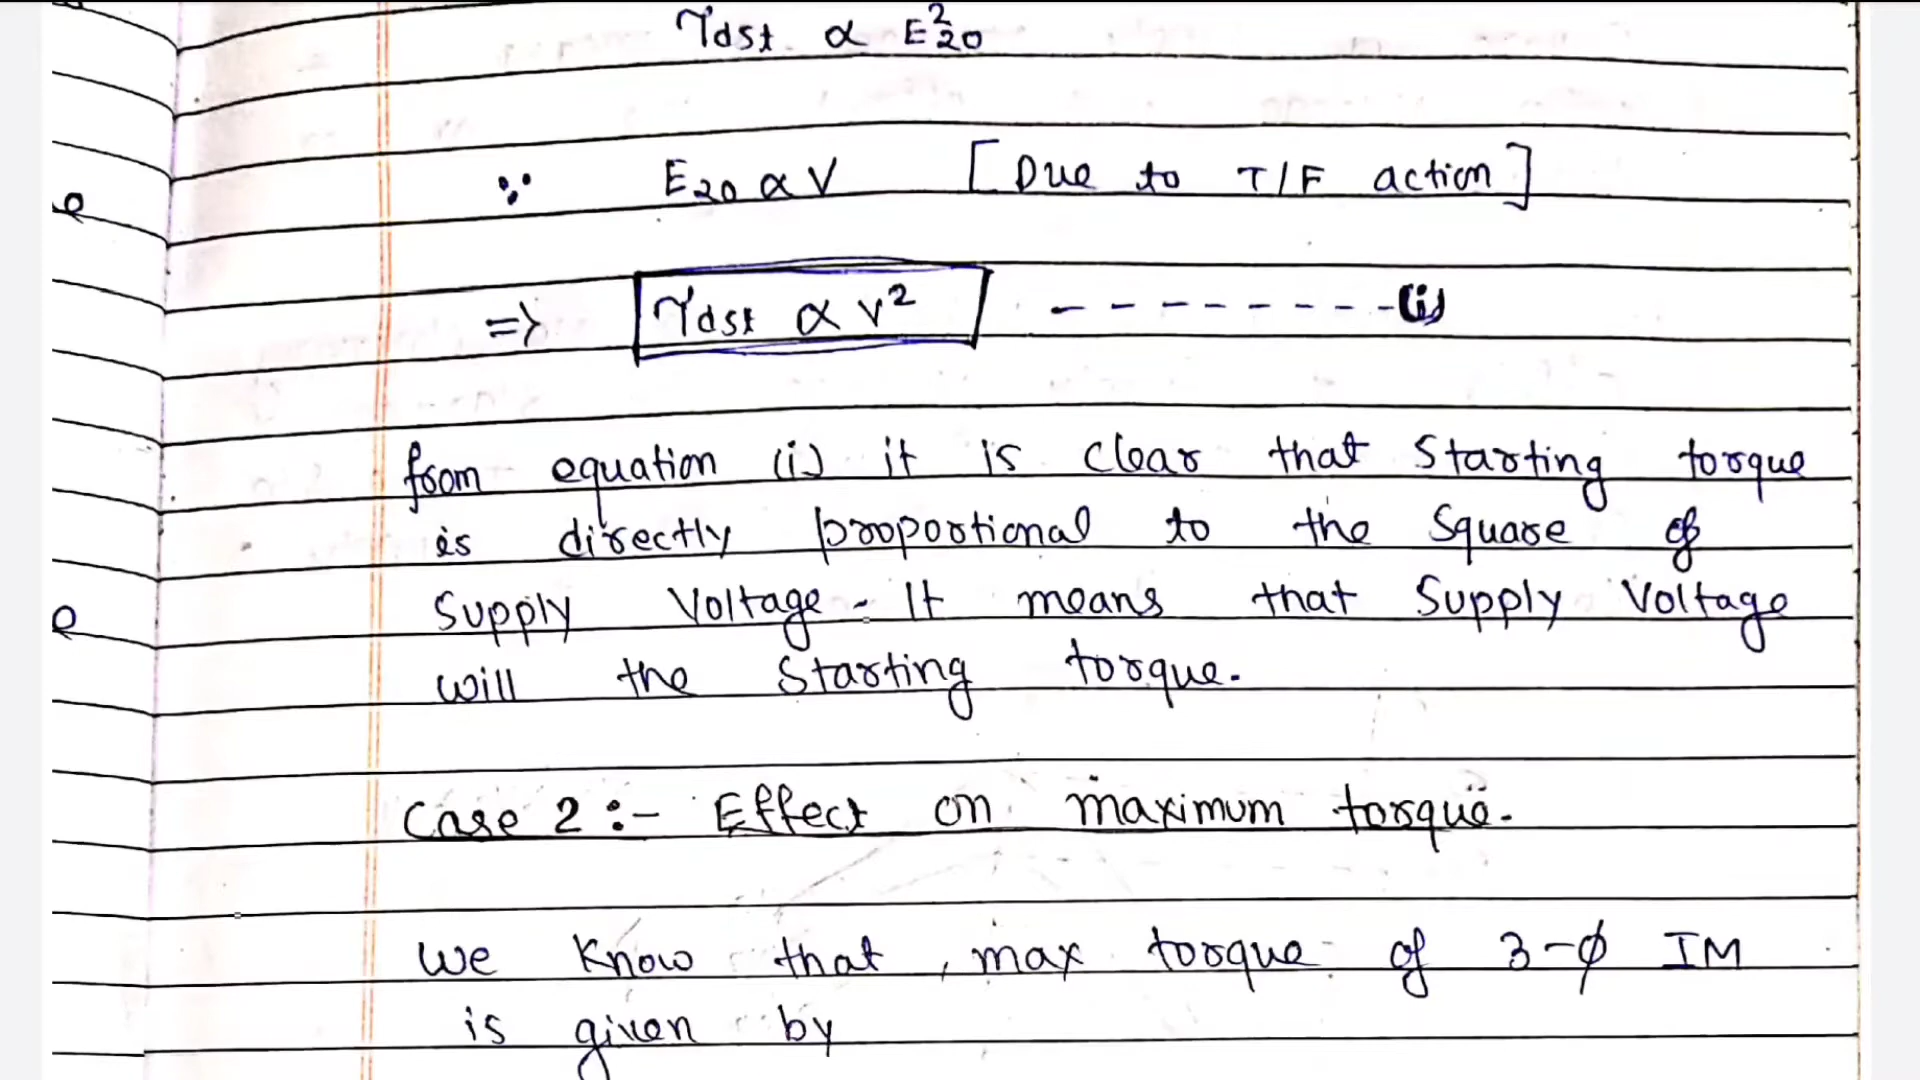 τdst ∝ E²20
∵ E20 ∝ V [Due to T/F action]
=> τdst ∝ V² - - - - - - - - - (i)
from equation (i) it is clear that starting torque
is directly proportional to the square of
supply voltage. It means that supply voltage
will the starting torque.
Case 2 :- Effect on maximum torque.
We know that, max torque of 3-ϕ IM
is given by